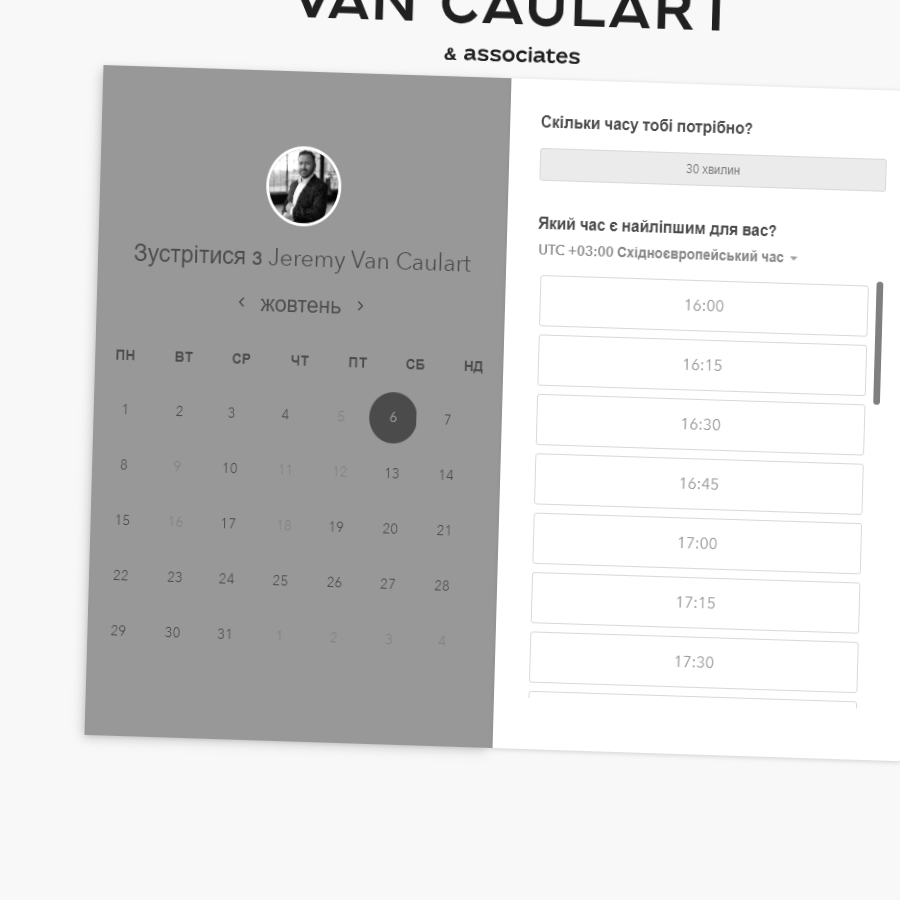 VAN CAULART
& associates
Зустрітися з Jeremy Van Caulart
жовтень
ПН ВТ СР ЧТ ПТ СБ НД
1 2 3 4 5 6 7
8 9 10 11 12 13 14
15 16 17 18 19 20 21
22 23 24 25 26 27 28
29 30 31 1 2 3 4
Скільки часу тобі потрібно?
30 хвилин
Який час є найліпшим для вас?
UTC +03:00 Східноєвропейський час
16:00
16:15
16:30
16:45
17:00
17:15
17:30